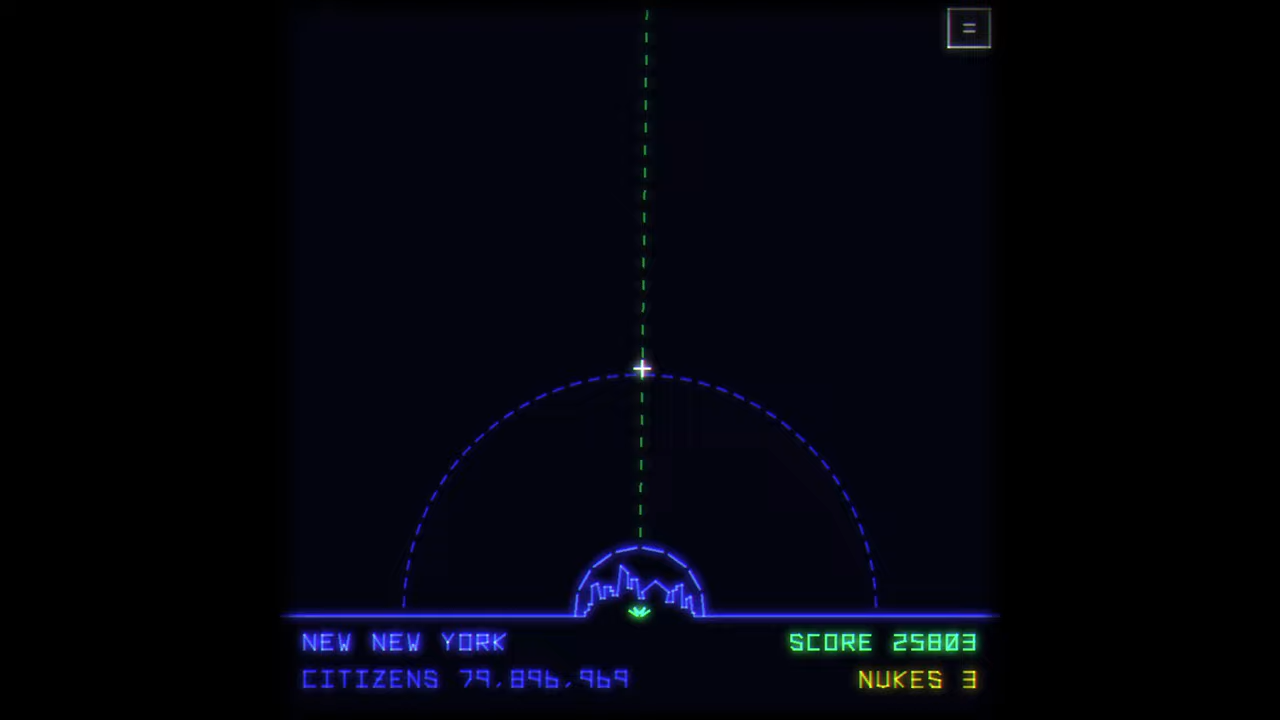 NEW NEW YORK
SCORE 25803
CITIZENS 79,896,969
NUKES 3